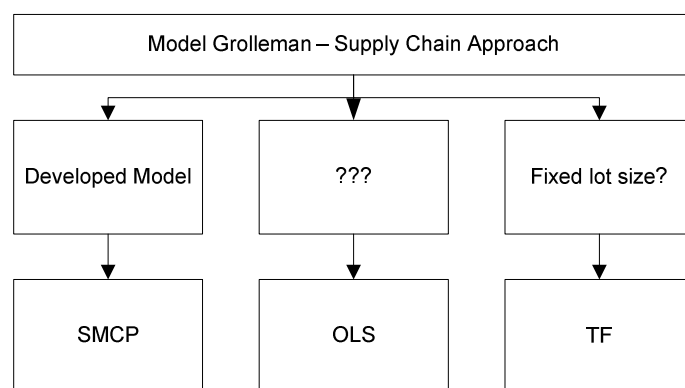 Model Grolleman – Supply Chain Approach
Developed Model
???
Fixed lot size?
SMCP
OLS
TF